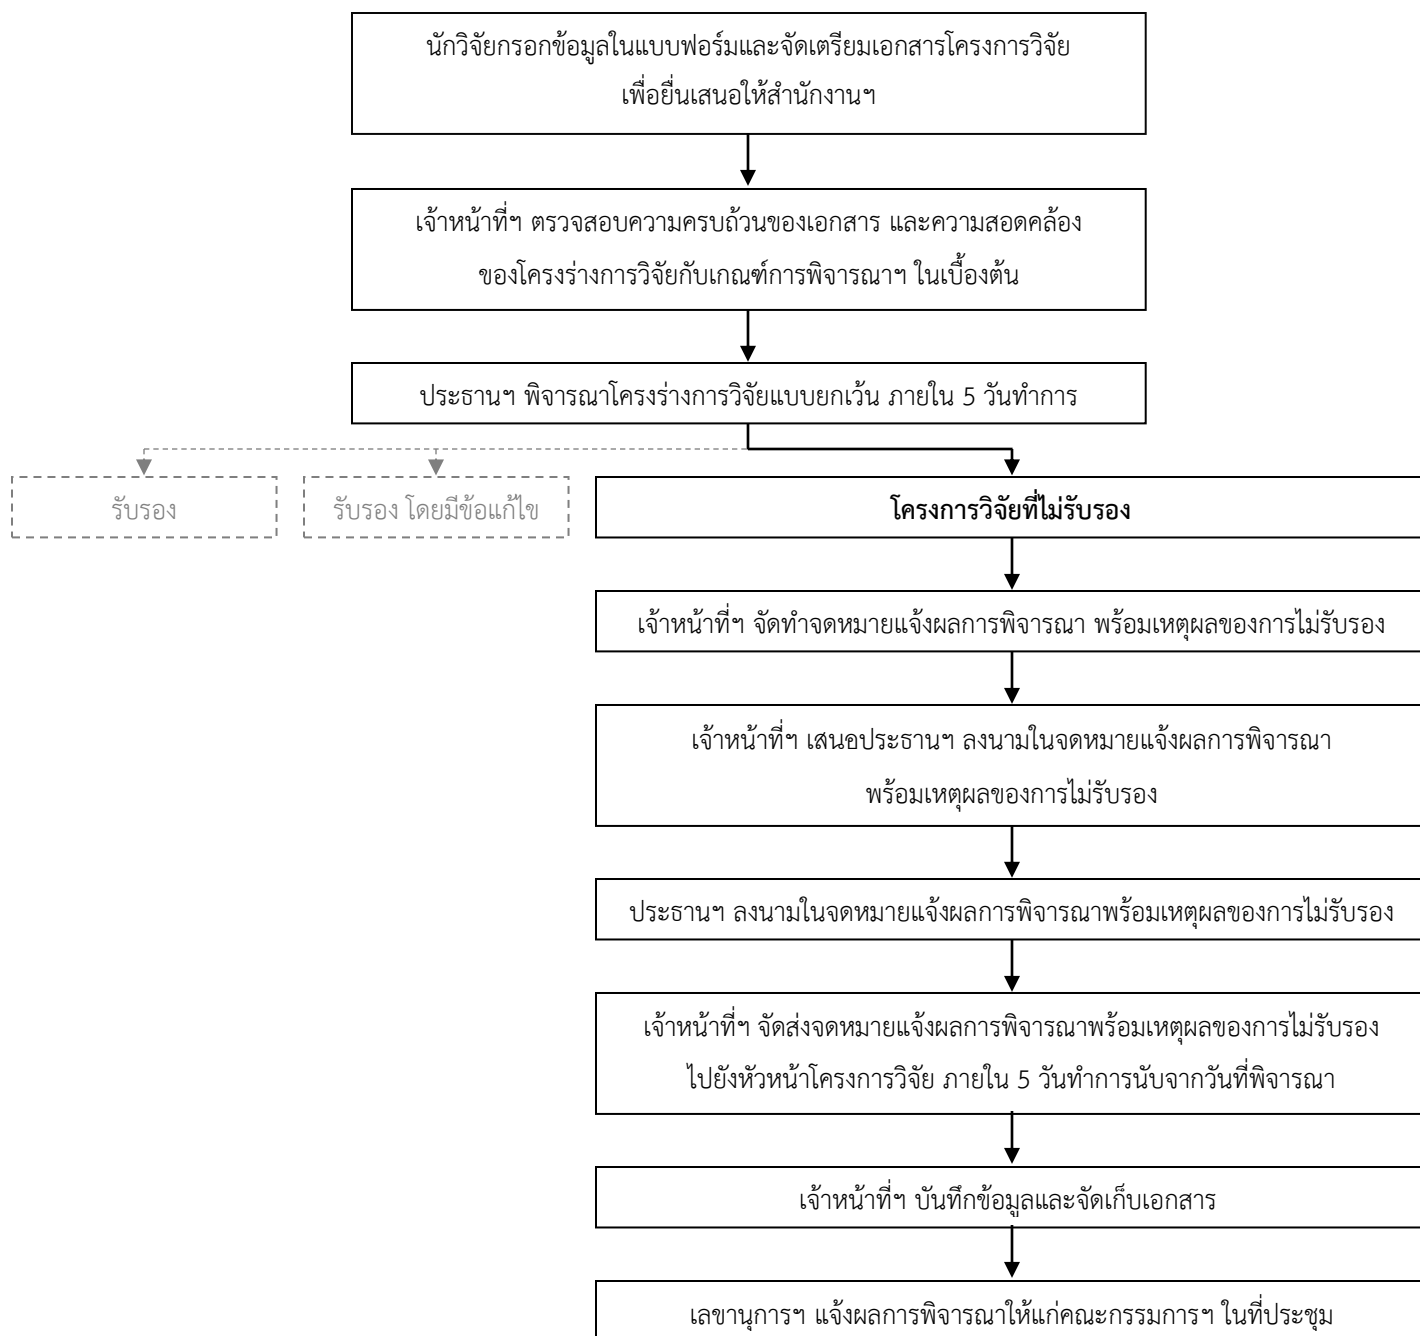 นักวิจัยกรอกข้อมูลในแบบฟอร์มและจัดเตรียมเอกสารโครงการวิจัย
เพื่อยื่นเสนอให้สำนักงานฯ
เจ้าหน้าที่ฯ ตรวจสอบความครบถ้วนของเอกสาร และความสอดคล้อง
ของโครงร่างการวิจัยกับเกณฑ์การพิจารณาฯ ในเบื้องต้น
ประธานฯ พิจารณาโครงร่างการวิจัยแบบยกเว้น ภายใน 5 วันทำการ
รับรอง
รับรอง โดยมีข้อแก้ไข
โครงการวิจัยที่ไม่รับรอง
เจ้าหน้าที่ฯ จัดทำจดหมายแจ้งผลการพิจารณา พร้อมเหตุผลของการไม่รับรอง
เจ้าหน้าที่ฯ เสนอประธานฯ ลงนามในจดหมายแจ้งผลการพิจารณา
พร้อมเหตุผลของการไม่รับรอง
ประธานฯ ลงนามในจดหมายแจ้งผลการพิจารณาพร้อมเหตุผลของการไม่รับรอง
เจ้าหน้าที่ฯ จัดส่งจดหมายแจ้งผลการพิจารณาพร้อมเหตุผลของการไม่รับรอง
ไปยังหัวหน้าโครงการวิจัย ภายใน 5 วันทำการนับจากวันที่พิจารณา
เจ้าหน้าที่ฯ บันทึกข้อมูลและจัดเก็บเอกสาร
เลขานุการฯ แจ้งผลการพิจารณาให้แก่คณะกรรมการฯ ในที่ประชุม